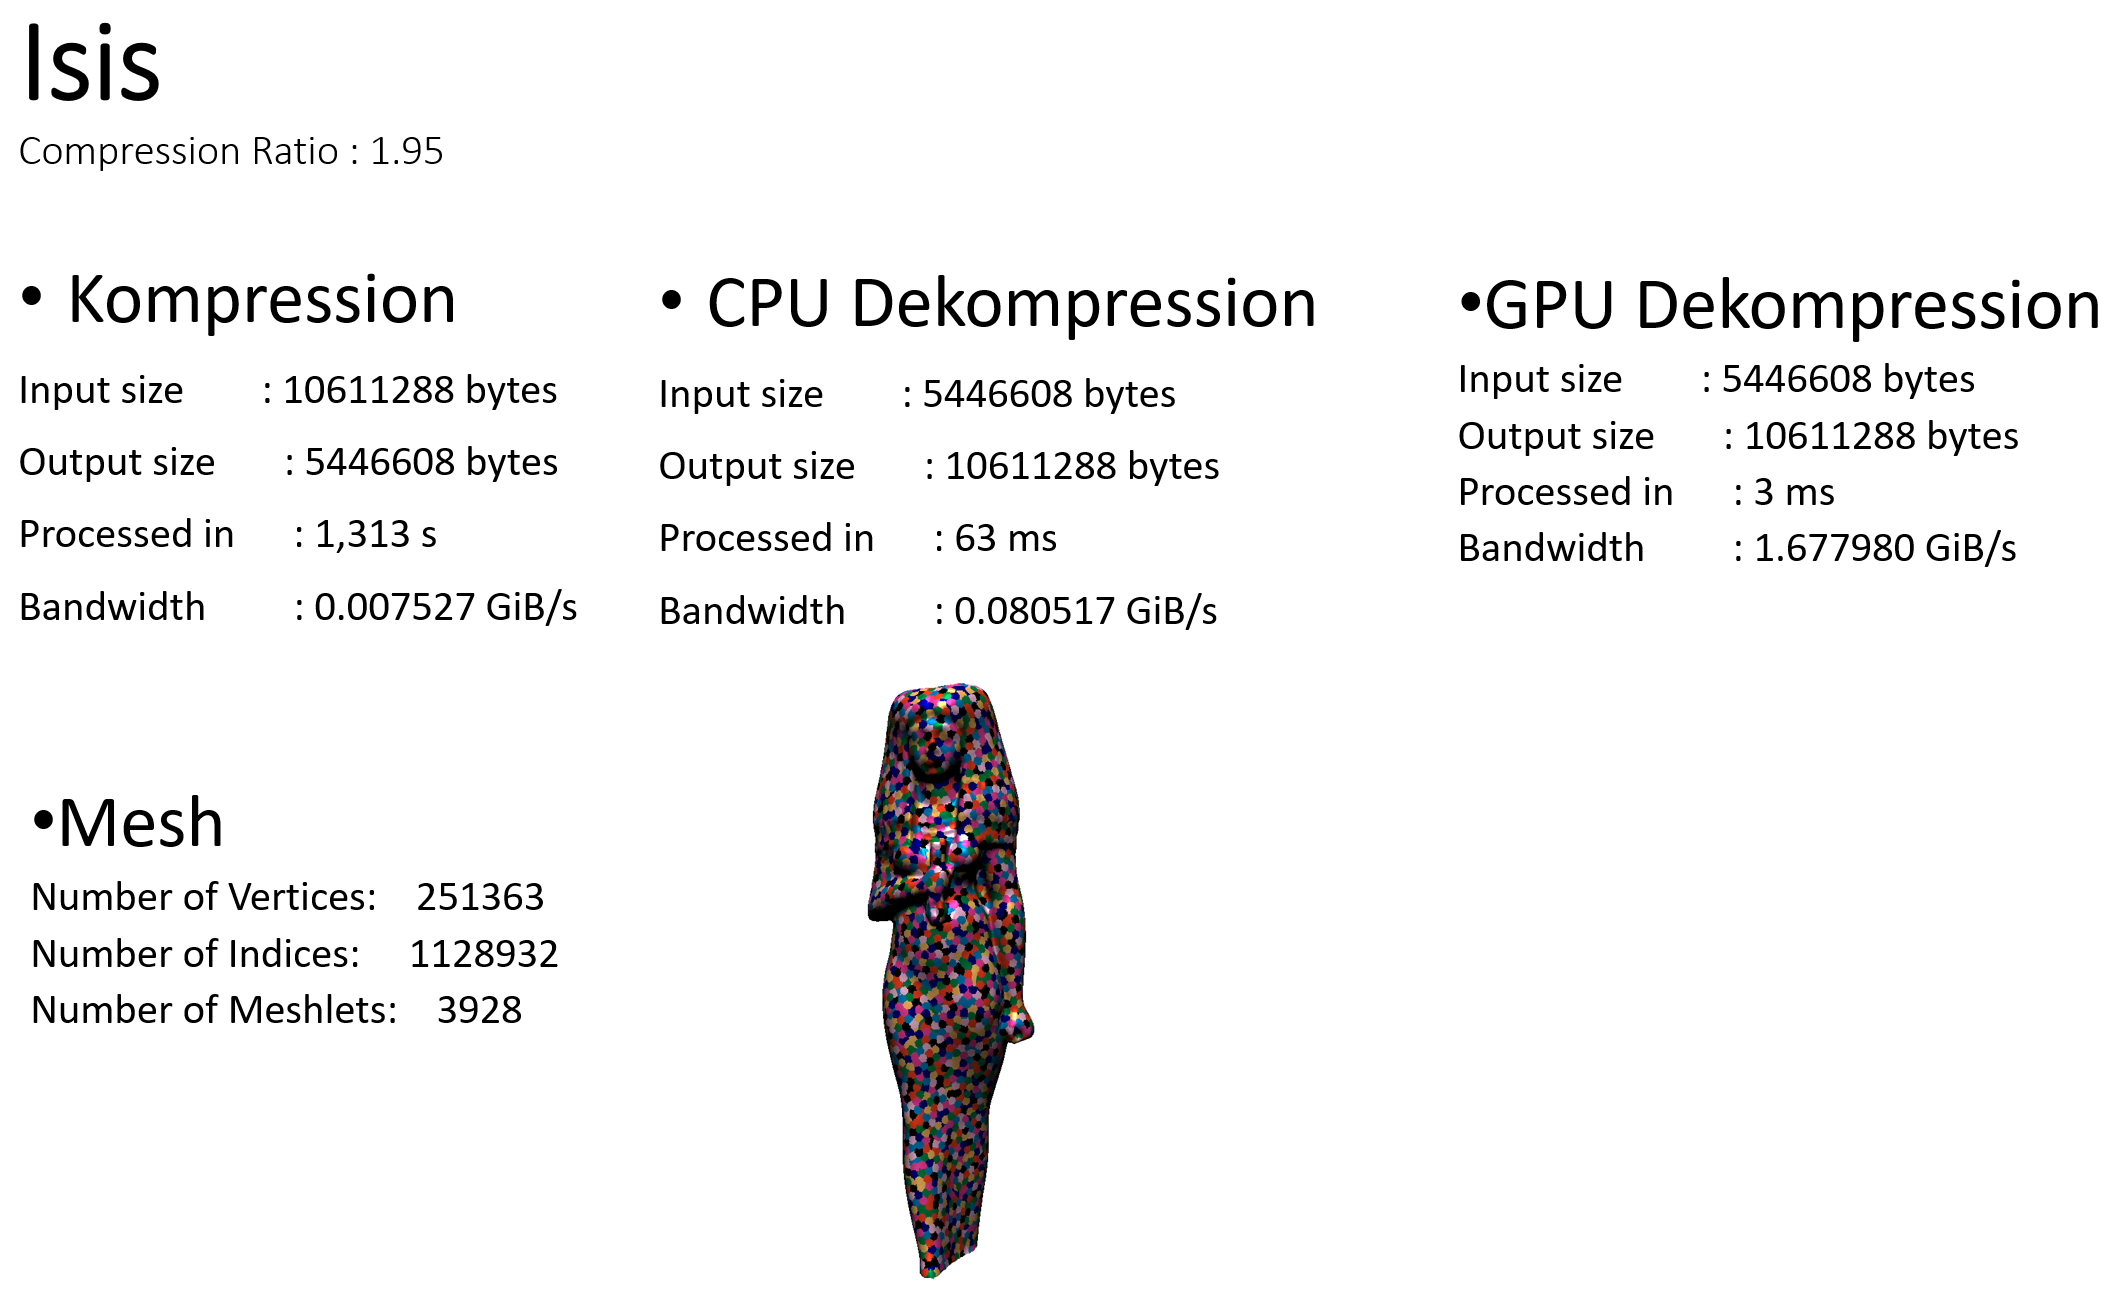 Isis
Compression Ratio : 1.95
• Kompression
Input size : 10611288 bytes
Output size : 5446608 bytes
Processed in : 1,313 s
Bandwidth : 0.007527 GiB/s
• CPU Dekompression
Input size : 5446608 bytes
Output size : 10611288 bytes
Processed in : 63 ms
Bandwidth : 0.080517 GiB/s
•GPU Dekompression
Input size : 5446608 bytes
Output size : 10611288 bytes
Processed in : 3 ms
Bandwidth : 1.677980 GiB/s
•Mesh
Number of Vertices: 251363
Number of Indices: 1128932
Number of Meshlets: 3928